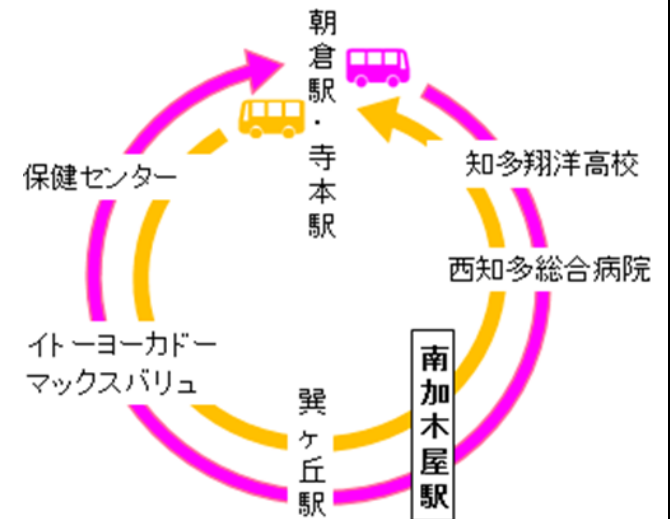 朝倉駅・寺本駅
知多翔洋高校
保健センター
西知多総合病院
イトーヨーカドー
マックスバリュ
南加木屋駅
巽ヶ丘駅